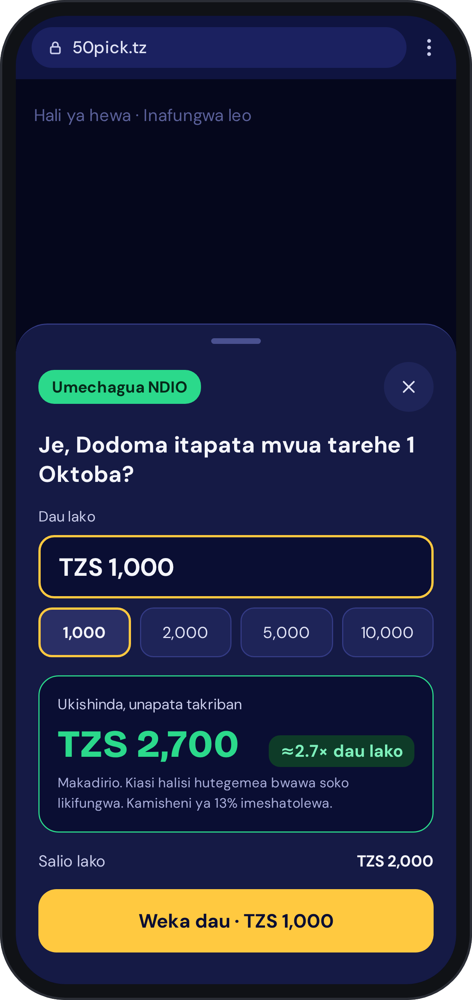 50pick.tz
Hali ya hewa · Inafungwa leo
Umechagua NDIO
Je, Dodoma itapata mvua tarehe 1
Oktoba?
Dau lako
TZS 1,000
1,000 2,000 5,000 10,000
Ukishinda, unapata takriban
TZS 2,700 ≈2.7× dau lako
Makadirio. Kiasi halisi hutegemea bwawa soko
likifungwa. Kamisheni ya 13% imeshatolewa.
Salio lako TZS 2,000
Weka dau · TZS 1,000